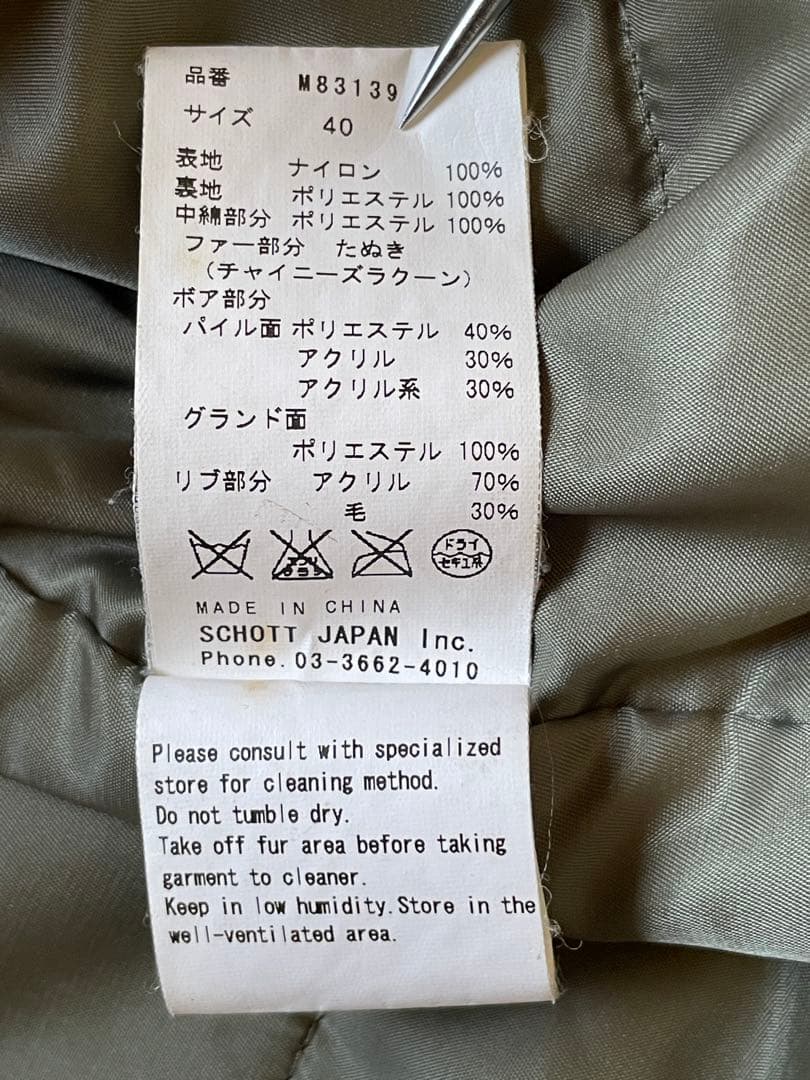 品番 M83139
サイズ 40
表地 ナイロン 100%
裏地 ポリエステル 100%
中綿部分 ポリエステル 100%
ファー部分 たぬき
(チャイニーズラクーン)
ボア部分
パイル面 ポリエステル 40%
アクリル 30%
アクリル系 30%
グランド面
ポリエステル 100%
リブ部分 アクリル 70%
毛 30%
エンソ サラシ ドライ セキユ系
MADE IN CHINA
SCHOTT JAPAN Inc.
Phone. 03-3662-4010
Please consult with specialized
store for cleaning method.
Do not tumble dry.
Take off fur area before taking
garment to cleaner.
Keep in low humidity. Store in the
well-ventilated area.